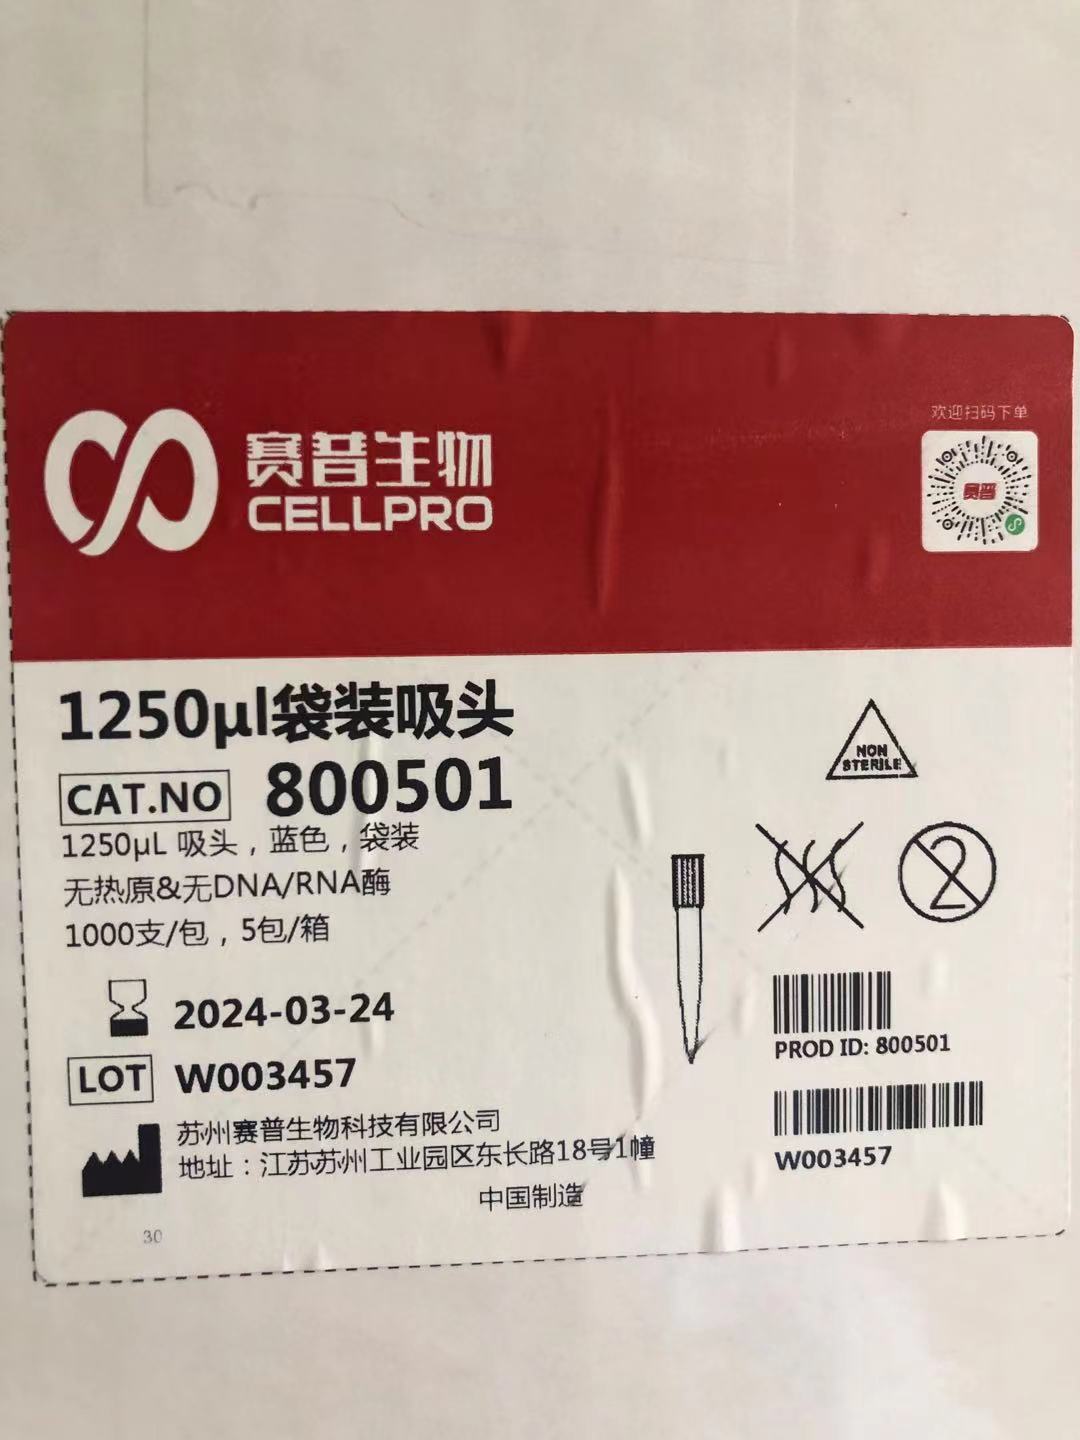 欢迎扫码下单
赛普
赛普生物
CELLPRO
1250μl袋装吸头
CAT.NO 800501
1250μL 吸头，蓝色，袋装
无热原&无DNA/RNA酶
1000支/包，5包/箱
2024-03-24
LOT W003457
苏州赛普生物科技有限公司
地址：江苏苏州工业园区东长路18号1幢
中国制造
30
NON
STERILE
2
PROD ID: 800501
W003457